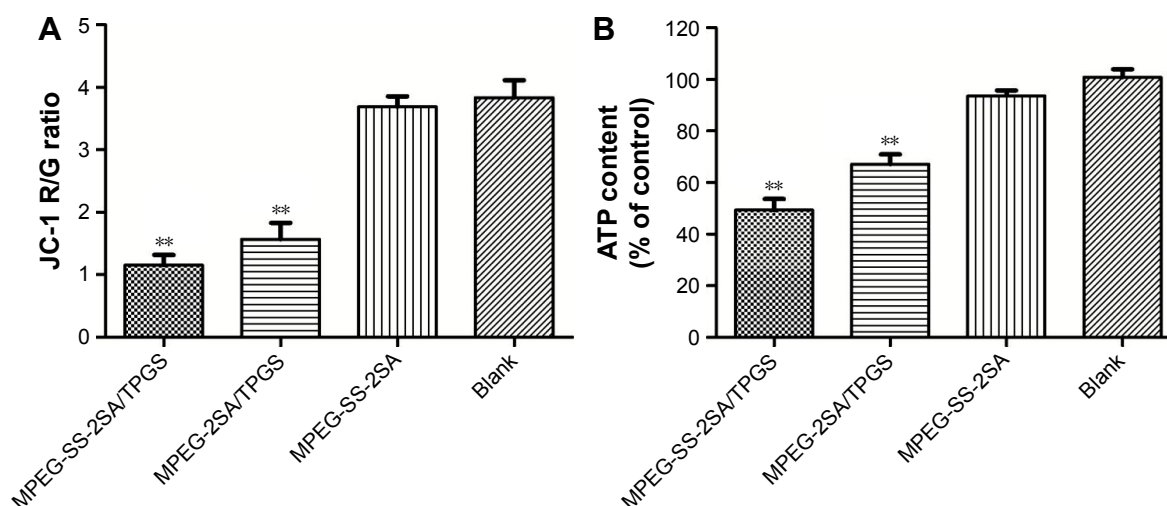 A
JC-1 R/G ratio
5
4
3
2
1
0
**
**
MPEG-SS-2SA/TPGS
MPEG-2SA/TPGS
MPEG-SS-2SA
Blank
B
ATP content
(% of control)
120
100
80
60
40
20
0
**
**
MPEG-SS-2SA/TPGS
MPEG-2SA/TPGS
MPEG-SS-2SA
Blank